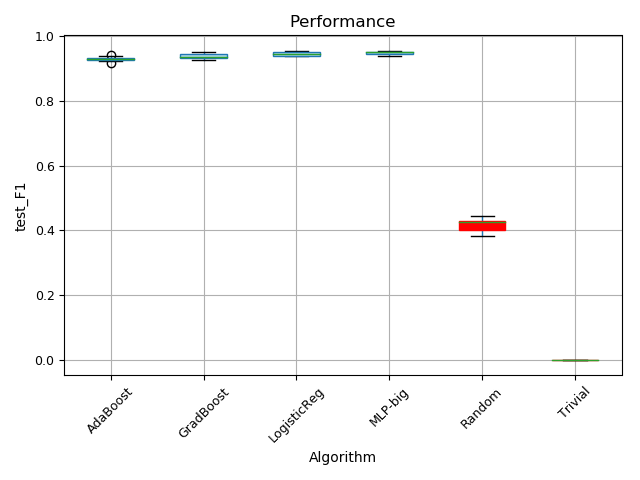 Performance
1.0
0.8
0.6
0.4
0.2
0.0
test_F1
AdaBoost
GradBoost
LogisticReg
MLP-big
Random
Trivial
Algorithm